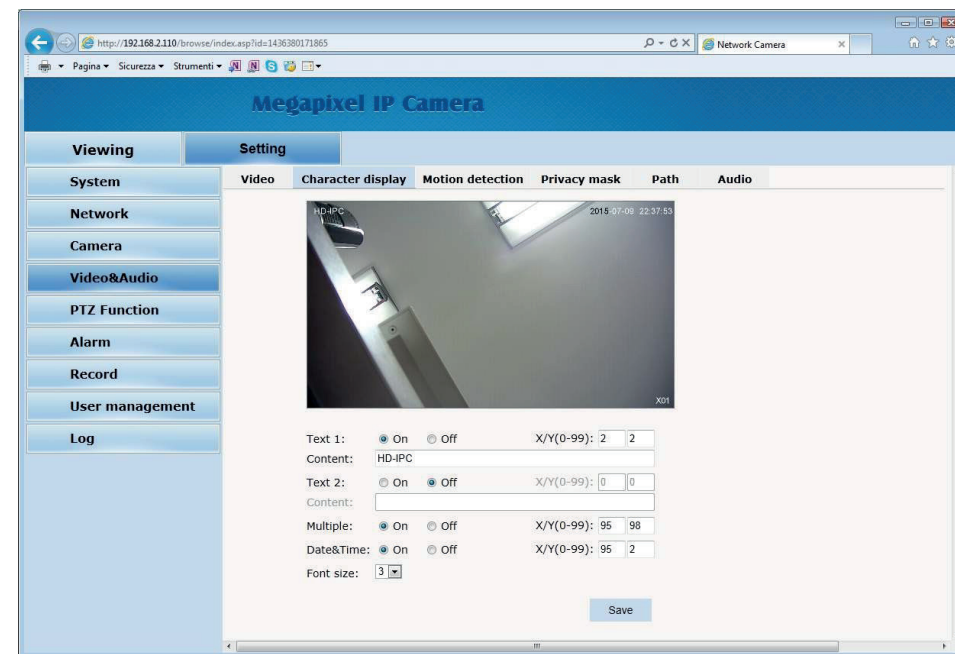 http://192.168.2.110/browse/index.asp?id=1436380171865
Network Camera
Pagina Sicurezza Strumenti
Megapixel IP Camera
Viewing Setting
System
Network
Camera
Video&Audio
PTZ Function
Alarm
Record
User management
Log
Video Character display Motion detection Privacy mask Path Audio
HD-IPC 2015-07-09 22:37:53
X01
Text 1: On Off X/Y(0-99): 2 2
Content: HD-IPC
Text 2: On Off X/Y(0-99): 0 0
Content:
Multiple: On Off X/Y(0-99): 95 98
Date&Time: On Off X/Y(0-99): 95 2
Font size: 3
Save